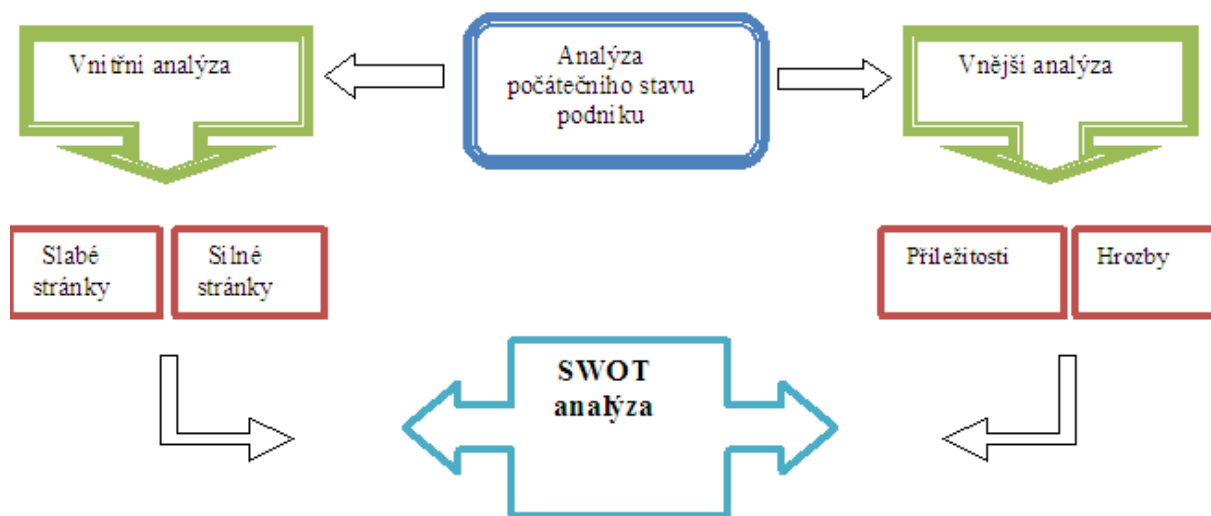 Vnitřní analýza
Analýza
počátečního stavu
podniku
Vnější analýza
Slabé
stránky
Silné
stránky
Příležitosti
Hrozby
SWOT
analýza